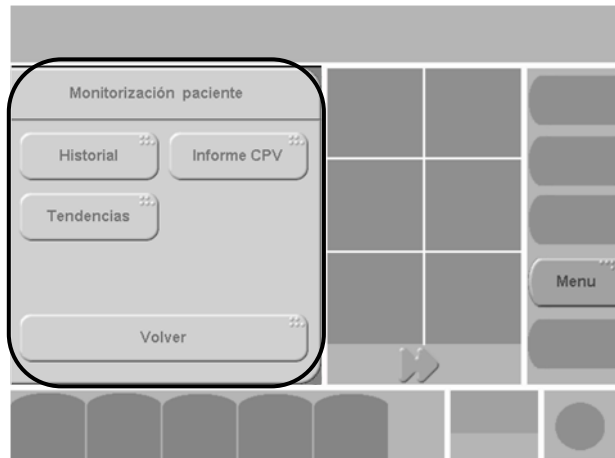 Monitorización paciente
Historial
Informe CPV
Tendencias
Menu
Volver